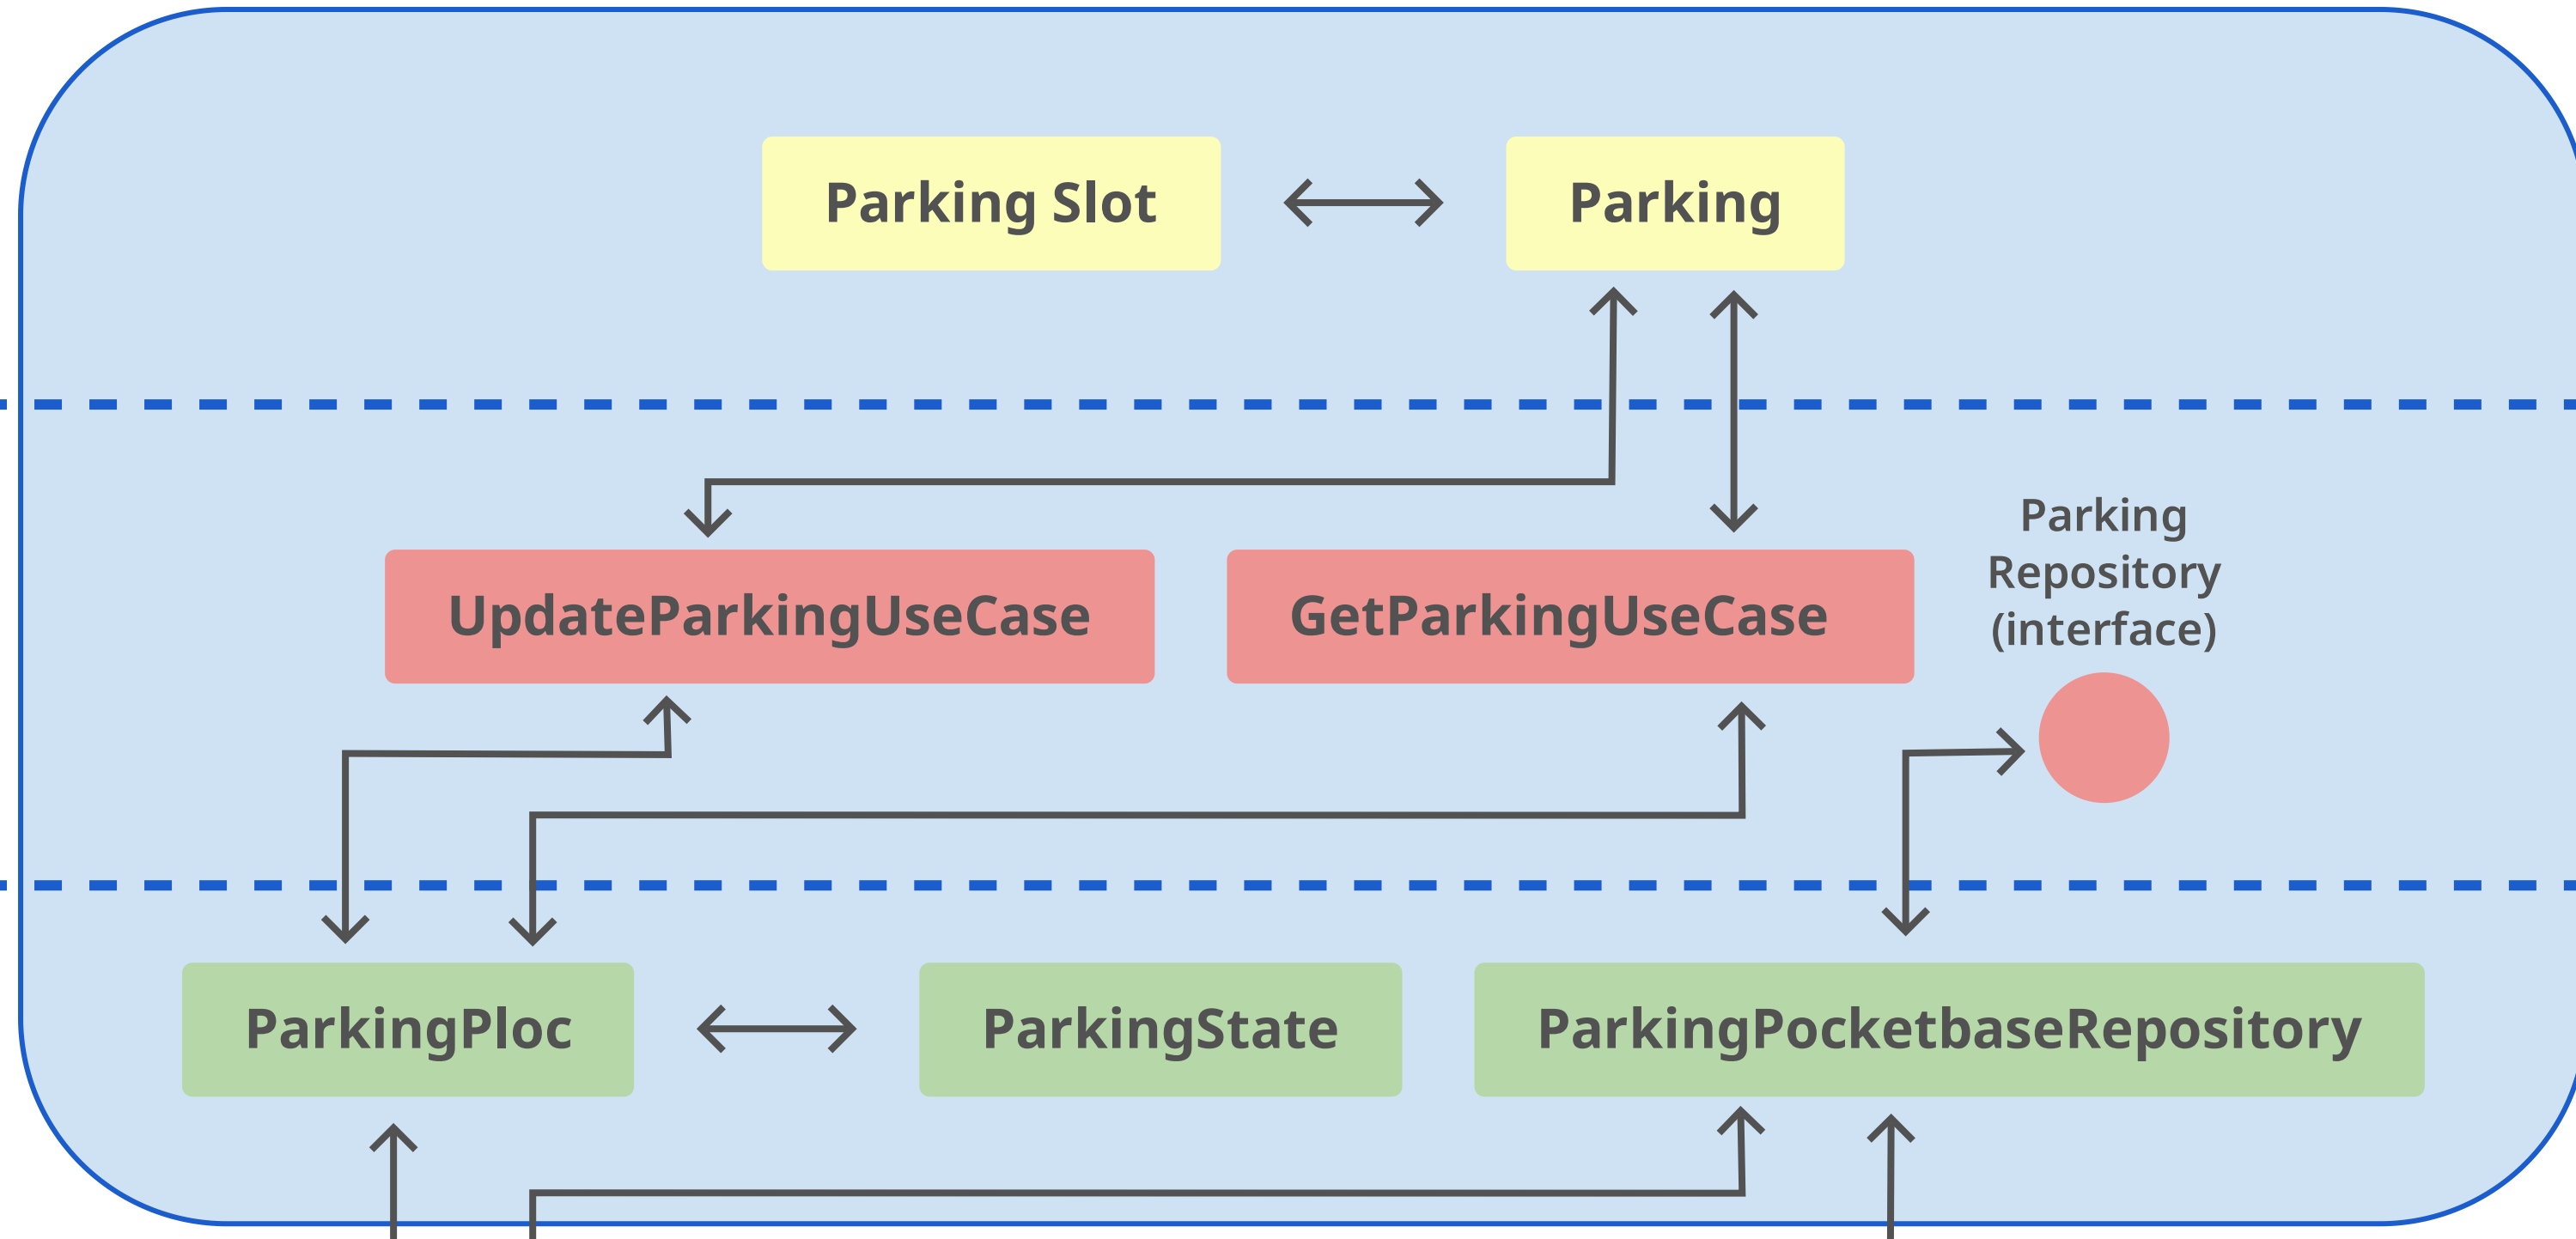 Parking Slot
Parking
Parking
Repository
(interface)
UpdateParkingUseCase
GetParkingUseCase
ParkingPloc
ParkingState
ParkingPocketbaseRepository